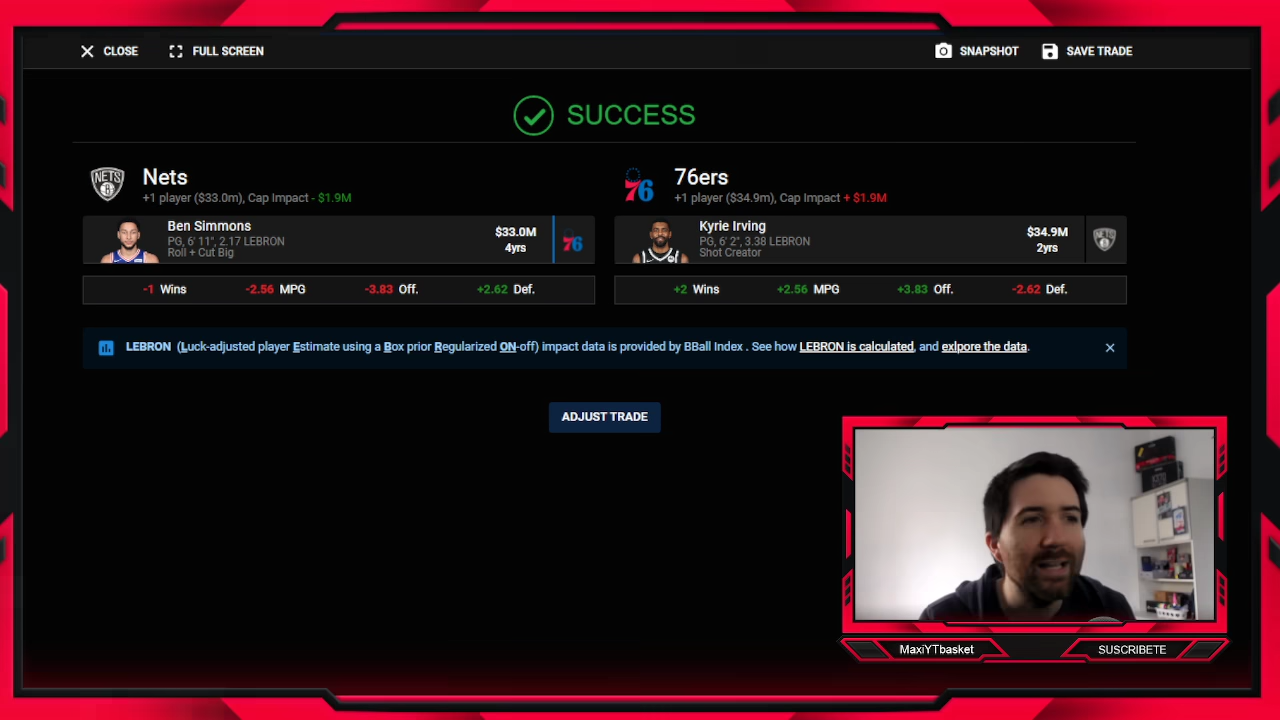 CLOSE FULL SCREEN SNAPSHOT SAVE TRADE
SUCCESS
Nets
+1 player ($33.0m), Cap Impact - $1.9M
Ben Simmons
PG, 6' 11", 2.17 LEBRON
Roll + Cut Big
$33.0M
4yrs
-1 Wins -2.56 MPG -3.83 Off. +2.62 Def.
76ers
+1 player ($34.9m), Cap Impact + $1.9M
Kyrie Irving
PG, 6' 2", 3.38 LEBRON
Shot Creator
$34.9M
2yrs
+2 Wins +2.56 MPG +3.83 Off. -2.62 Def.
LEBRON (Luck-adjusted player Estimate using a Box prior Regularized ON-off) impact data is provided by BBall Index . See how LEBRON is calculated, and exlpore the data.
ADJUST TRADE
MaxiYTbasket SUSCRIBETE
NETS
76
76